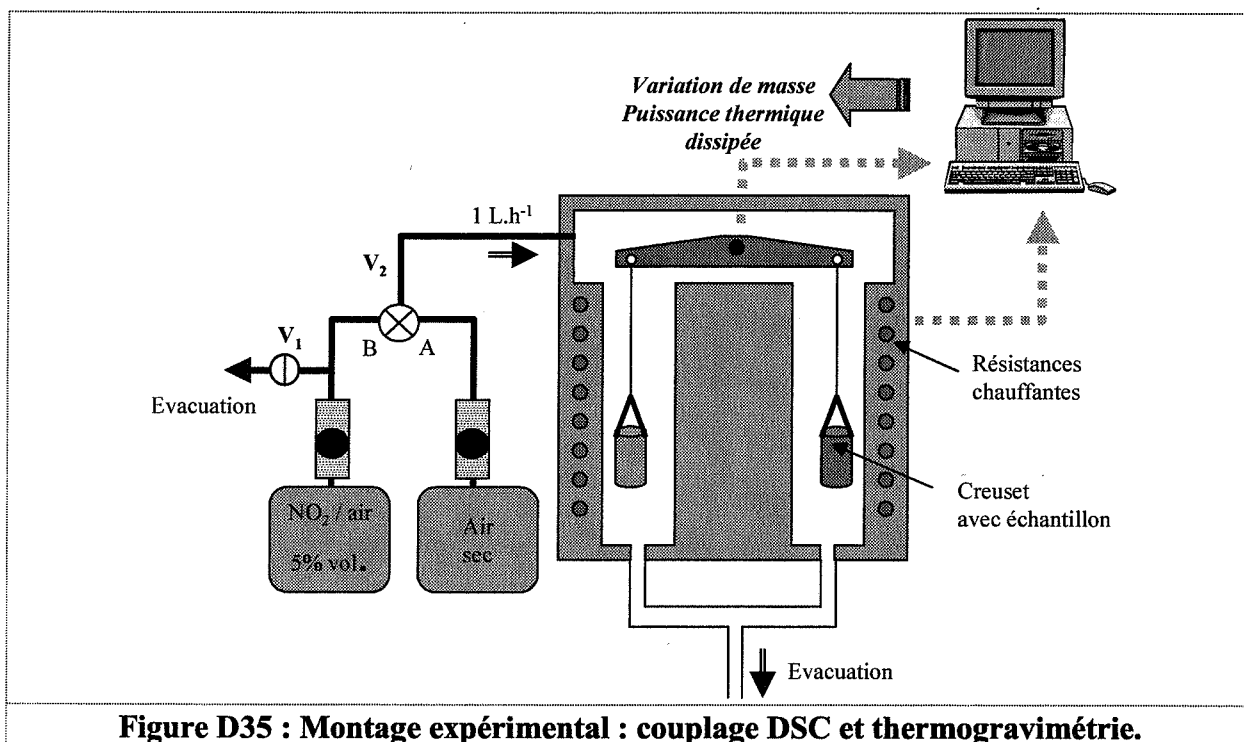 Variation de masse
Puissance thermique
dissipée
1 L.h⁻¹
V₂
V₁
B
A
Evacuation
Résistances
chauffantes
NO₂ / air
5% vol.
Air
sec
Creuset
avec échantillon
Evacuation
Figure D35 : Montage expérimental : couplage DSC et thermogravimétrie.